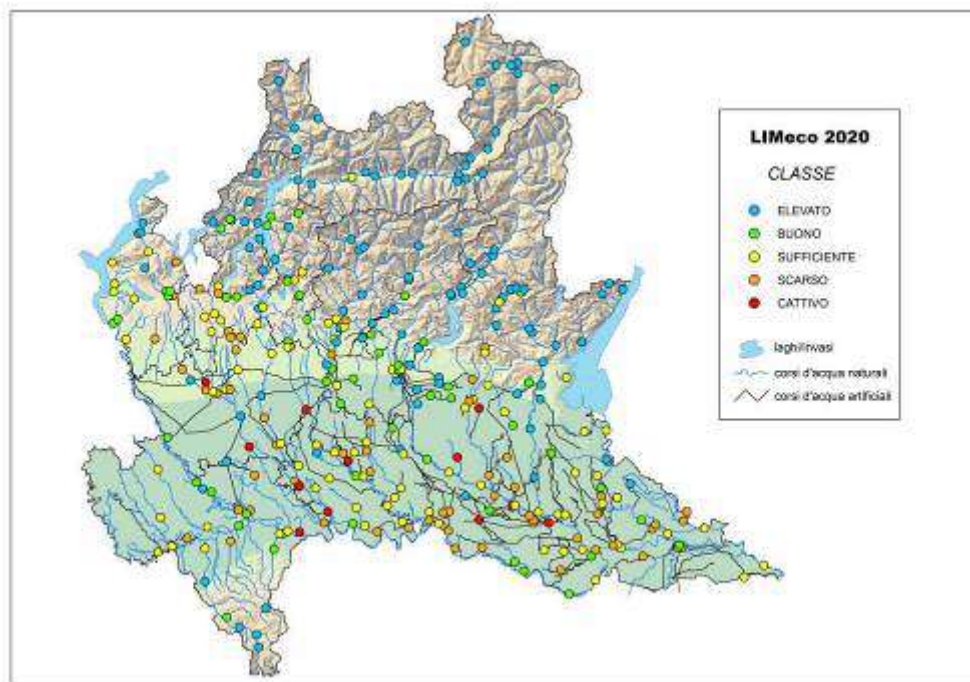 LIMeco 2020
CLASSE
ELEVATO
BUONO
SUFFICIENTE
SCARSO
CATTIVO
laghi/invasi
corsi d'acqua naturali
corsi d'acqua artificiali